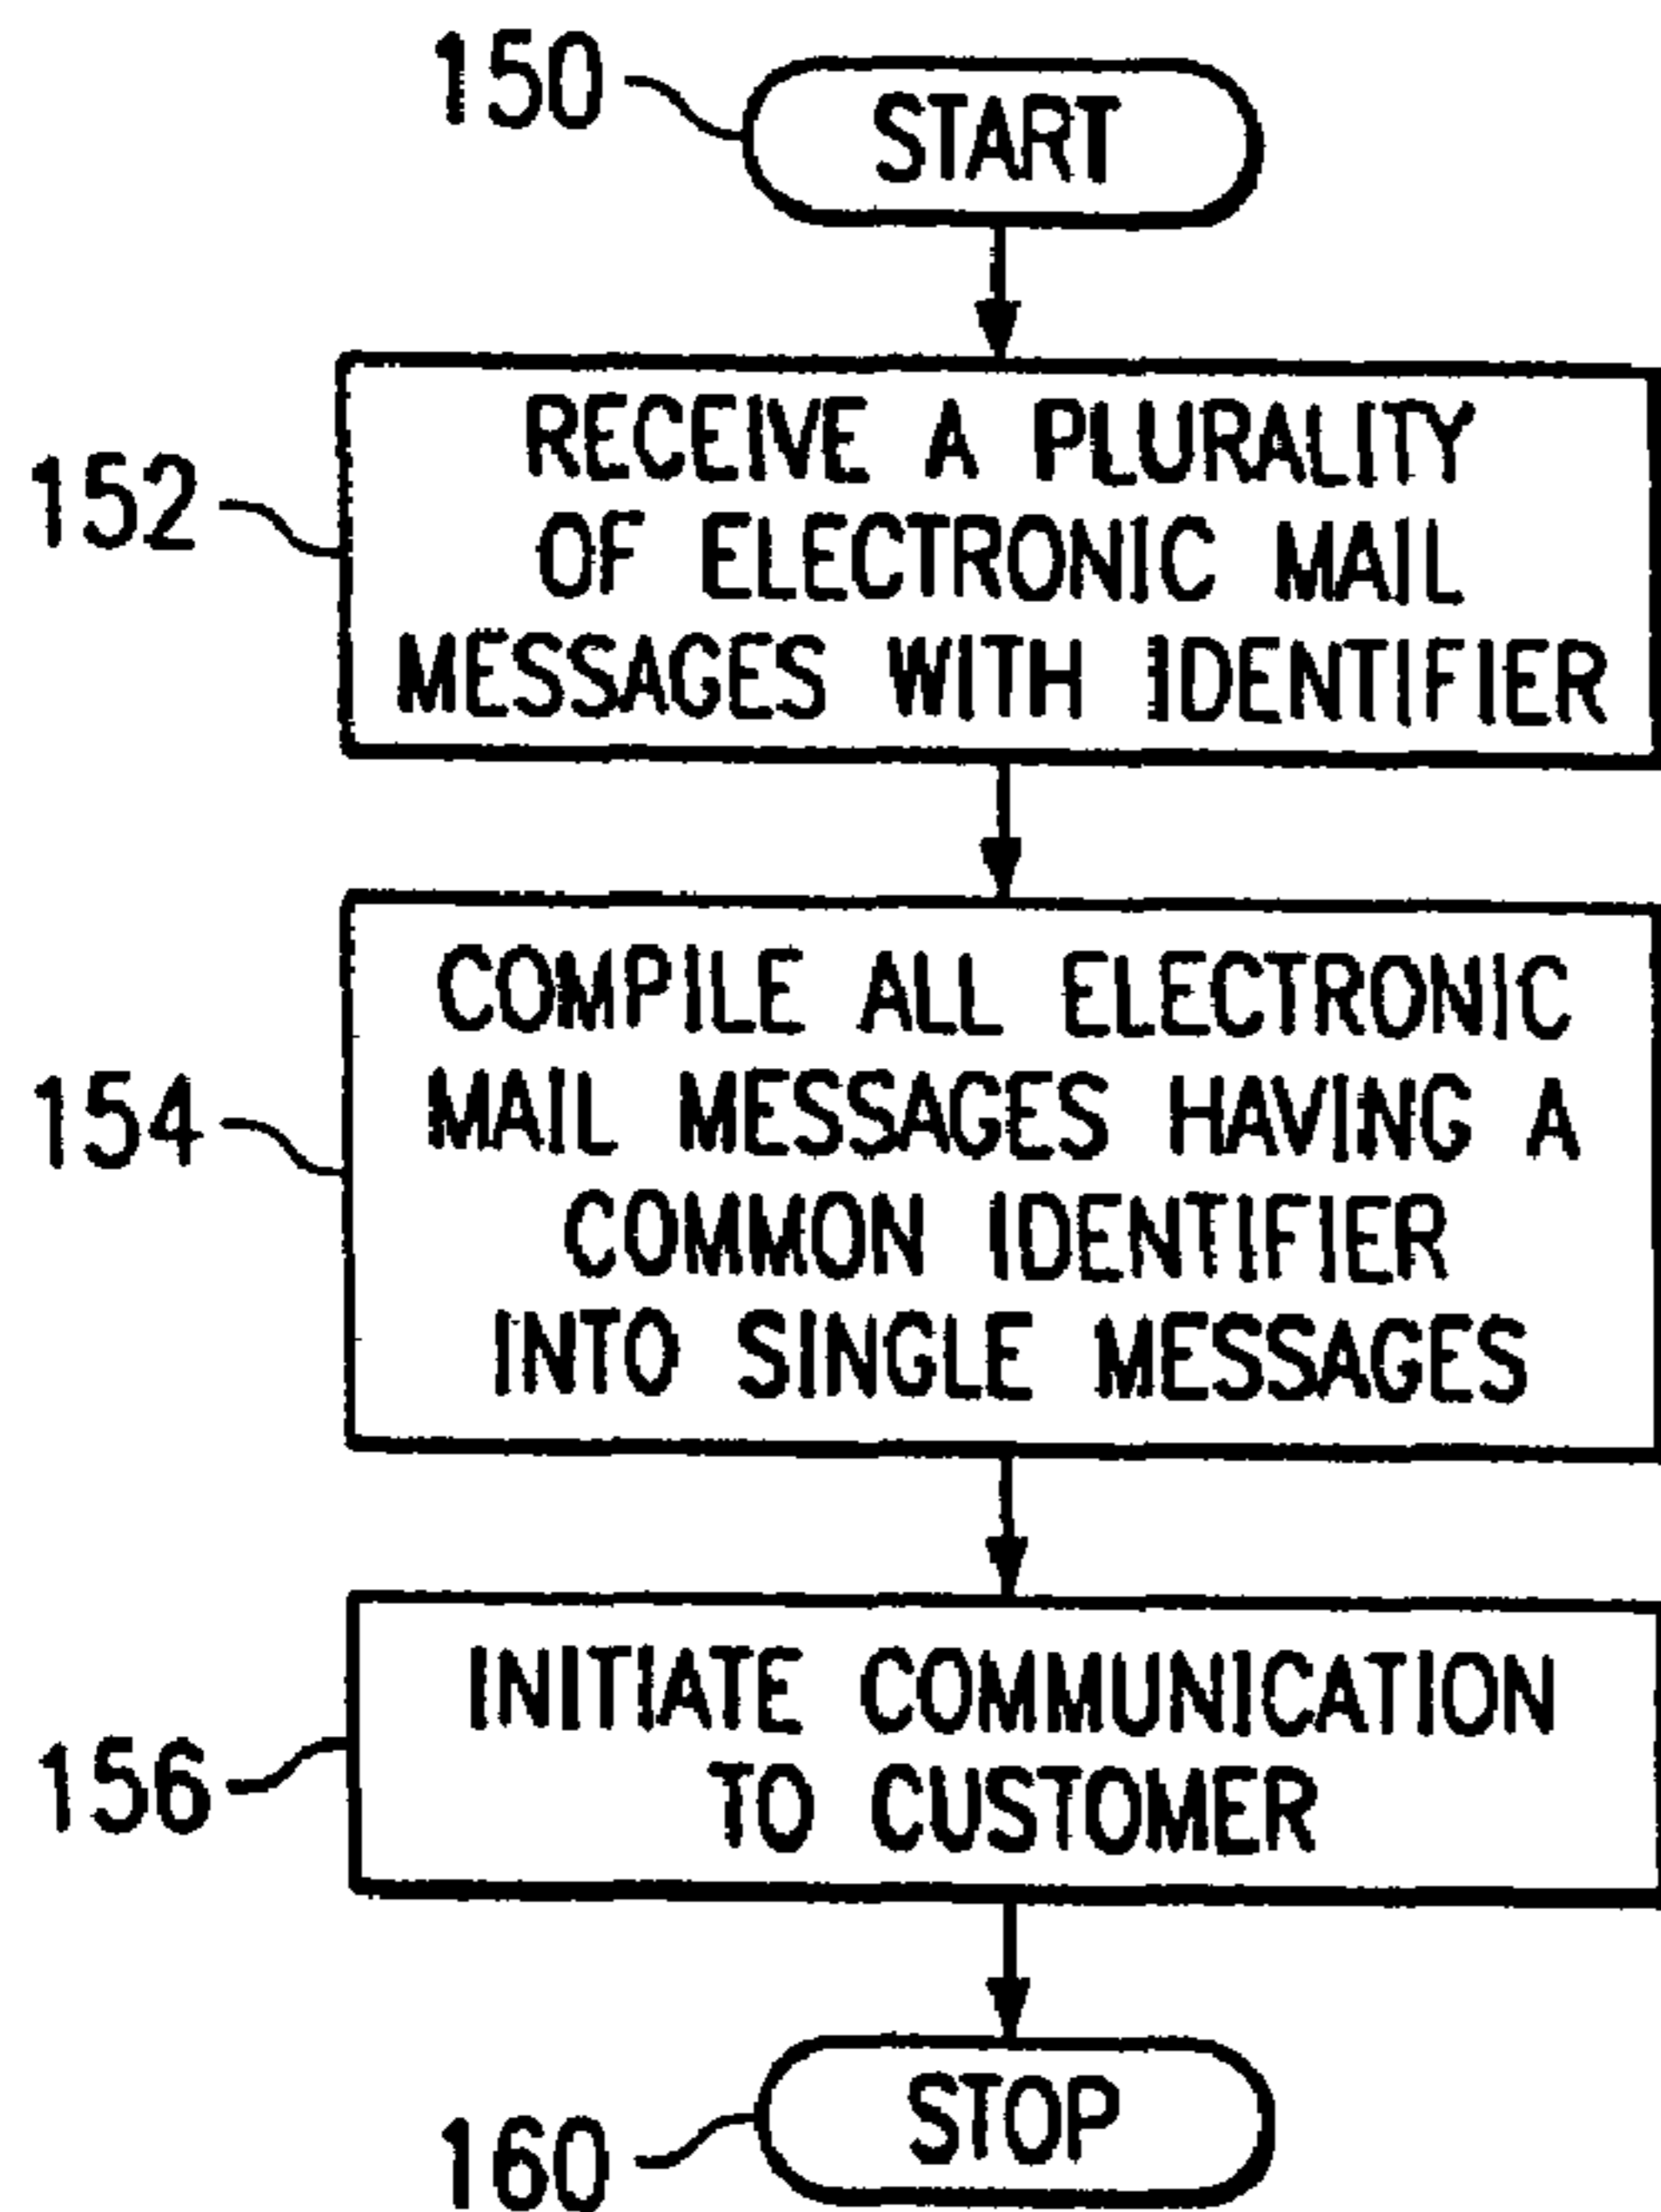 150
START
152
RECEIVE A PLURALITY
OF ELECTRONIC MAIL
MESSAGES WITH IDENTIFIER
154
COMPILE ALL ELECTRONIC
MAIL MESSAGES HAVING A
COMMON IDENTIFIER
INTO SINGLE MESSAGES
156
INITIATE COMMUNICATION
TO CUSTOMER
160
STOP